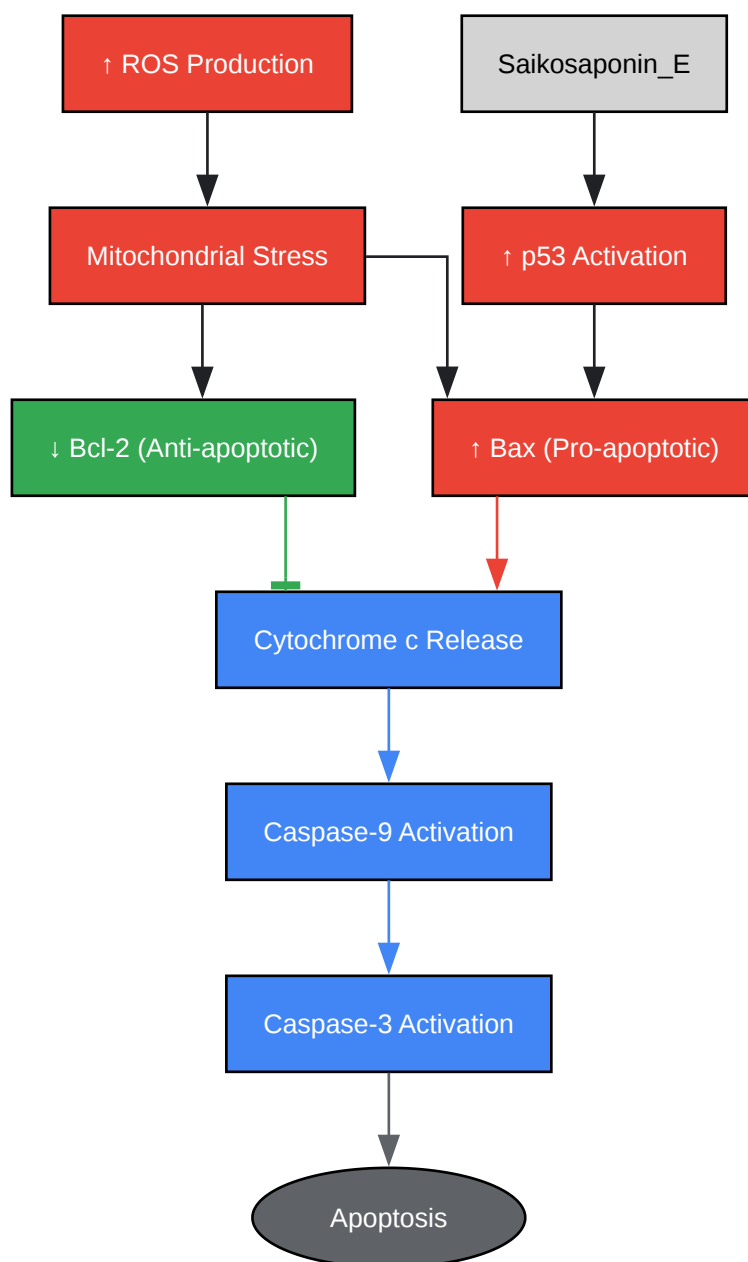 ↑ ROS Production
Saikosaponin_E
Mitochondrial Stress
↑ p53 Activation
↓ Bcl-2 (Anti-apoptotic)
↑ Bax (Pro-apoptotic)
Cytochrome c Release
Caspase-9 Activation
Caspase-3 Activation
Apoptosis